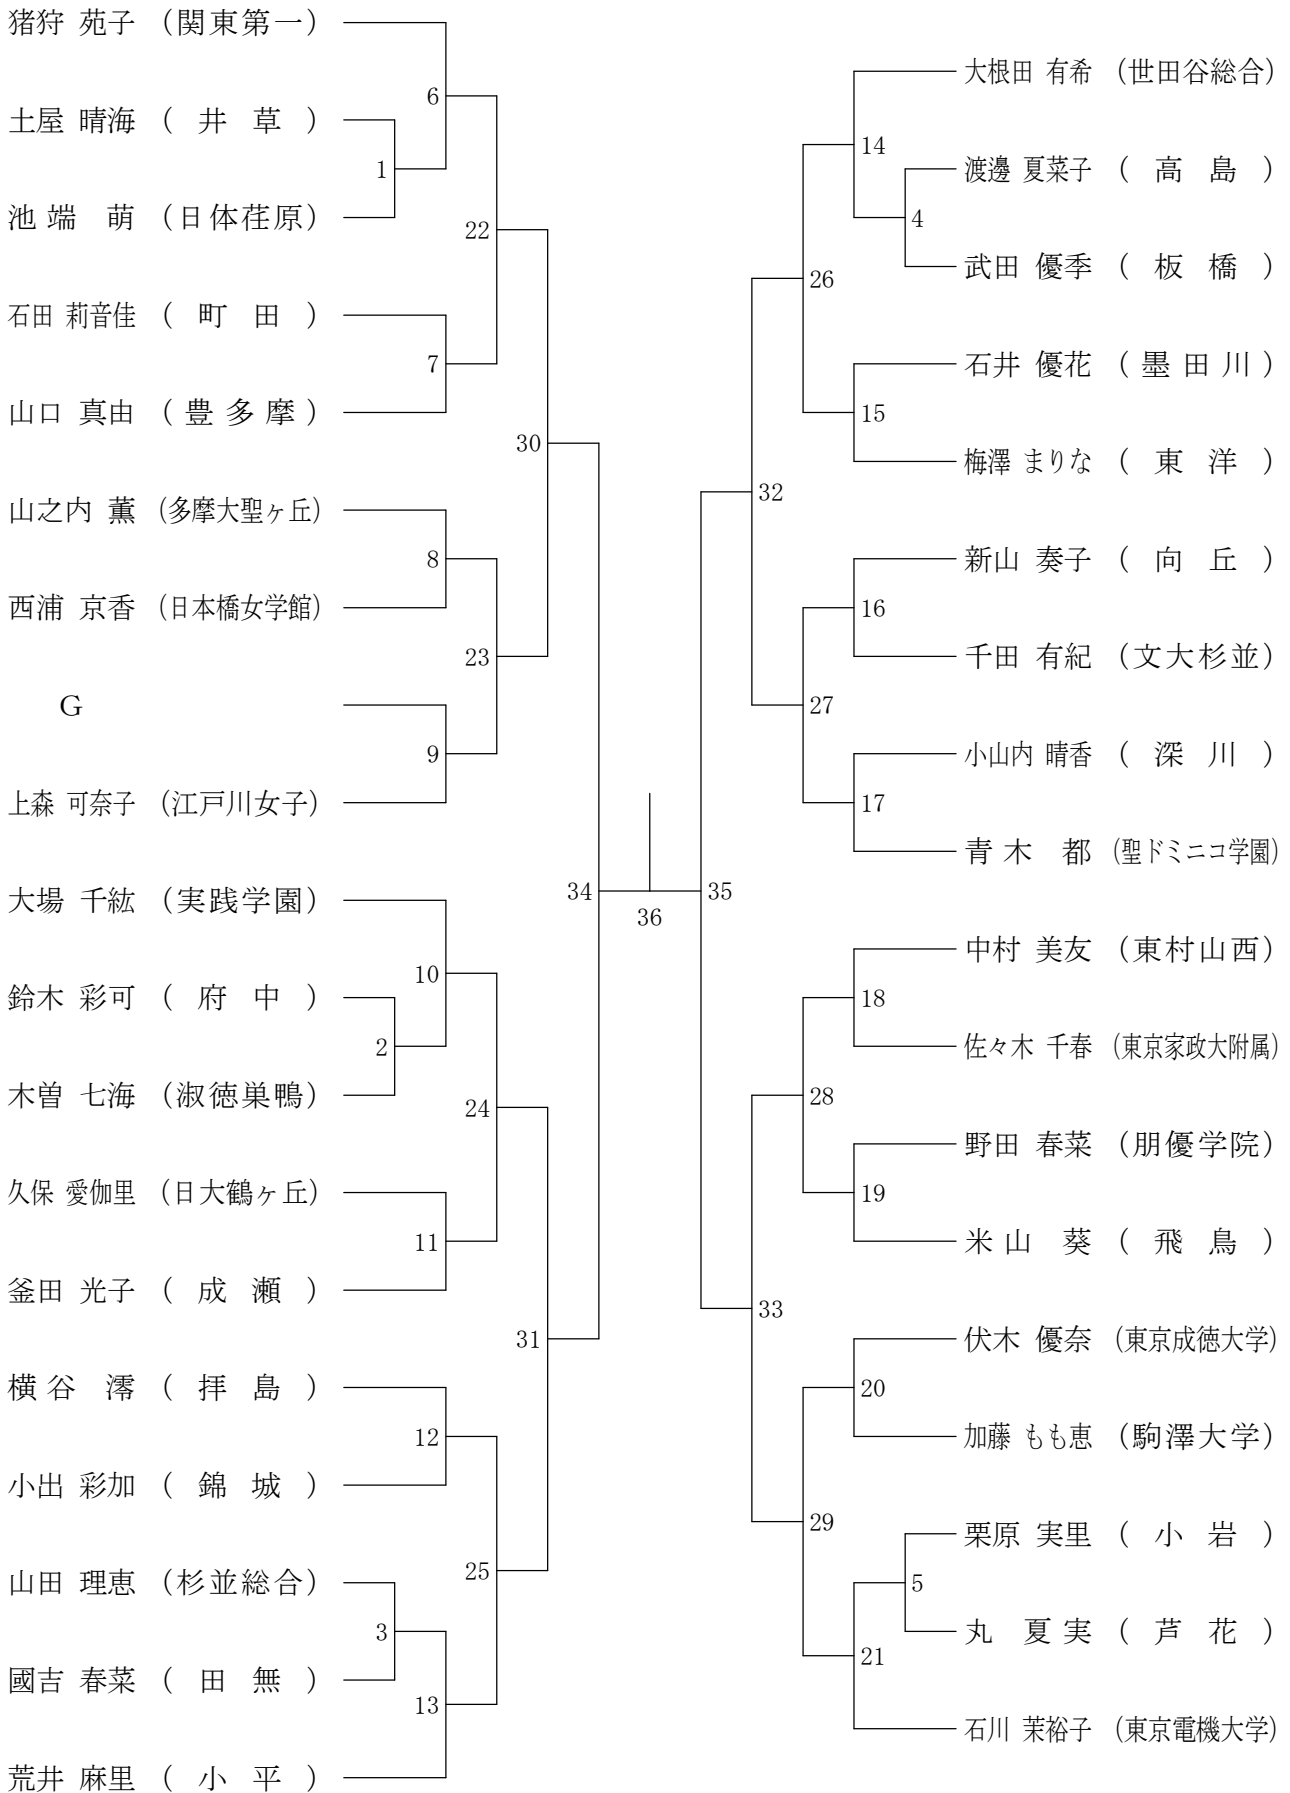 猪狩 苑子 （関東第一）
6
土屋 晴海 （ 井 草 ）
1
池端 萌 （日体荏原）
22
石田 莉音佳 （ 町 田 ）
7
山口 真由 （豊多摩）
30
山之内 薫 （多摩大聖ヶ丘）
8
西浦 京香 （日本橋女学館）
23
G
9
上森 可奈子 （江戸川女子）
34
大場 千紘 （実践学園）
10
鈴木 彩可 （ 府 中 ）
2
木曽 七海 （淑徳巣鴨）
24
久保 愛伽里 （日大鶴ヶ丘）
11
釜田 光子 （ 成 瀬 ）
31
横谷 澪 （ 拝 島 ）
12
小出 彩加 （ 錦 城 ）
25
山田 理恵 （杉並総合）
3
國吉 春菜 （ 田 無 ）
13
荒井 麻里 （ 小 平 ）
36
大根田 有希 （世田谷総合）
14
渡邊 夏菜子 （ 高 島 ）
4
武田 優季 （ 板 橋 ）
26
石井 優花 （墨田川）
15
梅澤 まりな （ 東 洋 ）
32
新山 奏子 （ 向 丘 ）
16
千田 有紀 （文大杉並）
27
小山内 晴香 （ 深 川 ）
17
青木 都 （聖ドミニコ学園）
35
中村 美友 （東村山西）
18
佐々木 千春 （東京家政大附属）
28
野田 春菜 （朋優学院）
19
米山 葵 （ 飛 鳥 ）
33
伏木 優奈 （東京成徳大学）
20
加藤 もも恵 （駒澤大学）
29
栗原 実里 （ 小 岩 ）
5
丸 夏実 （ 芦 花 ）
21
石川 茉裕子 （東京電機大学）